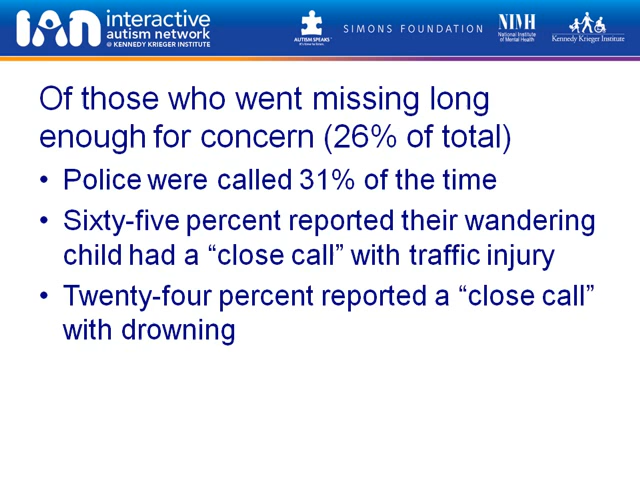 IAN interactive
autism network
@ KENNEDY KRIEGER INSTITUTE
AUTISM SPEAKS™
SIMONS FOUNDATION
NIMH
National Institute
of Mental Health
Kennedy Krieger Institute
Of those who went missing long
enough for concern (26% of total)
• Police were called 31% of the time
• Sixty-five percent reported their wandering
child had a “close call” with traffic injury
• Twenty-four percent reported a “close call”
with drowning